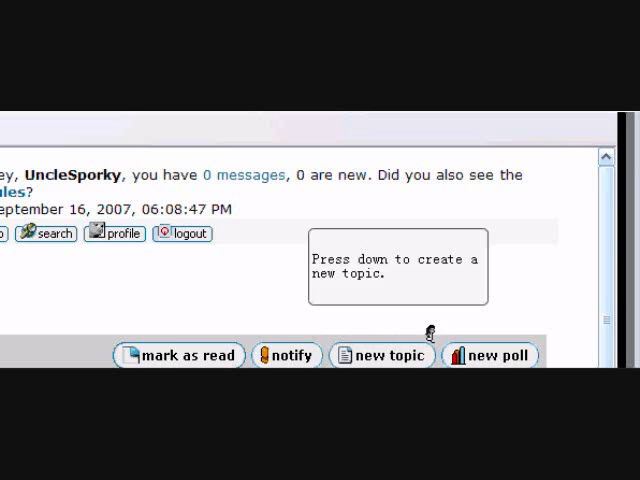 ey, UncleSporky, you have 0 messages, 0 are new. Did you also see the
ules?
eptember 16, 2007, 06:08:47 PM
p search profile logout
Press down to create a
new topic.
mark as read notify new topic new poll